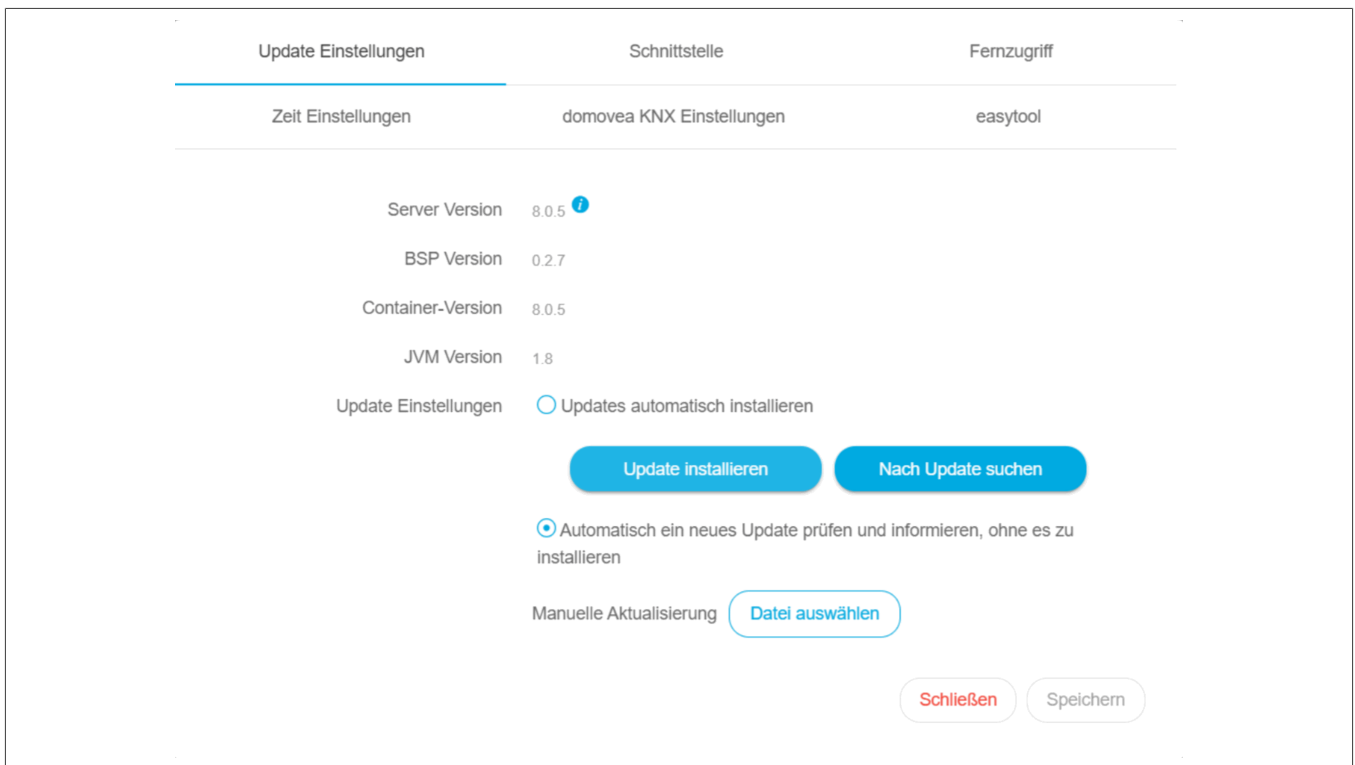 Update Einstellungen Schnittstelle Fernzugriff
Zeit Einstellungen domovea KNX Einstellungen easytool
Server Version 8.0.5 i
BSP Version 0.2.7
Container-Version 8.0.5
JVM Version 1.8
Update Einstellungen Updates automatisch installieren
Update installieren Nach Update suchen
Automatisch ein neues Update prüfen und informieren, ohne es zu
installieren
Manuelle Aktualisierung Datei auswählen
Schließen Speichern